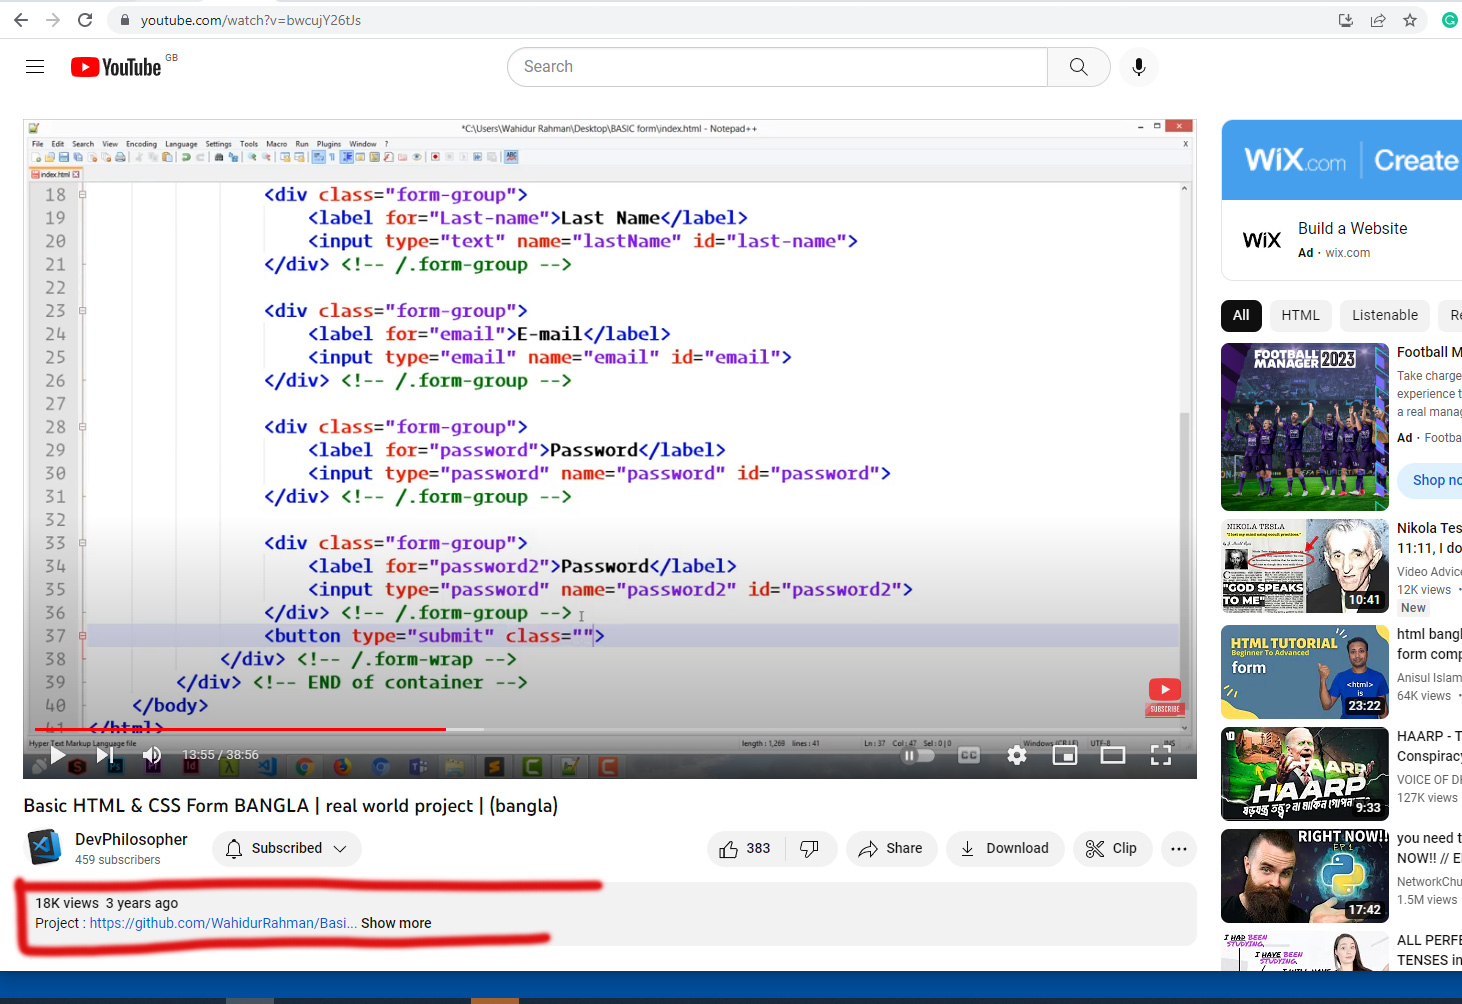 youtube.com/watch?v=bwcujY26tJs
YouTube GB
Search
*C:\Users\Wahidur Rahman\Desktop\BASIC form\index.html - Notepad++
File Edit Search View Encoding Language Settings Tools Macro Run Plugins Window ?
index.html
18 <div class="form-group">
19 <label for="Last-name">Last Name</label>
20 <input type="text" name="lastName" id="last-name">
21 </div> <!-- /.form-group -->
22
23 <div class="form-group">
24 <label for="email">E-mail</label>
25 <input type="email" name="email" id="email">
26 </div> <!-- /.form-group -->
27
28 <div class="form-group">
29 <label for="password">Password</label>
30 <input type="password" name="password" id="password">
31 </div> <!-- /.form-group -->
32
33 <div class="form-group">
34 <label for="password2">Password</label>
35 <input type="password" name="password2" id="password2">
36 </div> <!-- /.form-group -->
37 <button type="submit" class="">
38 </div> <!-- /.form-wrap -->
39 </div> <!-- END of container -->
40 </body>
41 </html>
SUBSCRIBE
Hyper Text Markup Language file length : 1,269 lines : 41 Ln : 37 Col : 47 Sel : 0 | 0 Windows (CR LF) UTF-8 INS
13:55 / 38:56
CC
Basic HTML & CSS Form BANGLA | real world project | (bangla)
DevPhilosopher
459 subscribers
Subscribed
383
Share
Download
Clip
18K views 3 years ago
Project : https://github.com/WahidurRahman/Basi... Show more
WiX.com | Create
WiX
Build a Website
Ad · wix.com
All HTML Listenable Re
FOOTBALL MANAGER 2023
Football M
Take charge
experience t
a real manag
Ad · Footba
Shop no
NIKOLA TESLA
"GOD SPEAKS
TO ME"
10:41
Nikola Tes
11:11, I do
Video Advice
12K views •
New
HTML TUTORIAL
Beginner To Advanced
form
<html>
is
23:22
html bangl
form comp
Anisul Islam
64K views •
HAARP
ষড়যন্ত্র তত্ত্ব? না মার্কিন গোপন
9:33
HAARP - T
Conspiracy
VOICE OF DH
127K views
RIGHT NOW!!
EP 1
17:42
you need t
NOW!! // E
NetworkChu
1.5M views
I HAD BEEN
STUDYING.
I HAVE BEEN
STUDYING.
ALL PERFE
TENSES in